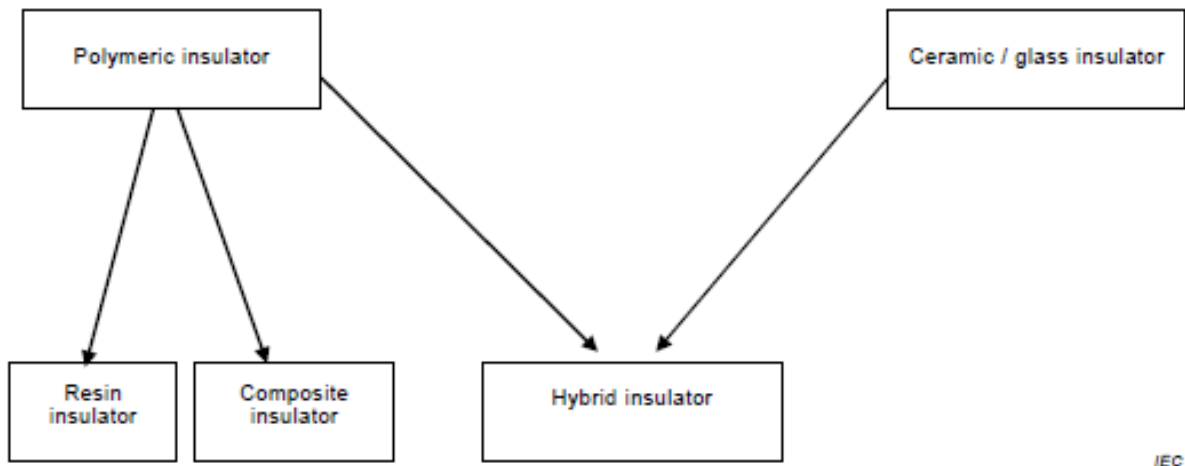 Polymeric insulator
Ceramic / glass insulator
Resin
insulator
Composite
insulator
Hybrid insulator
IEC